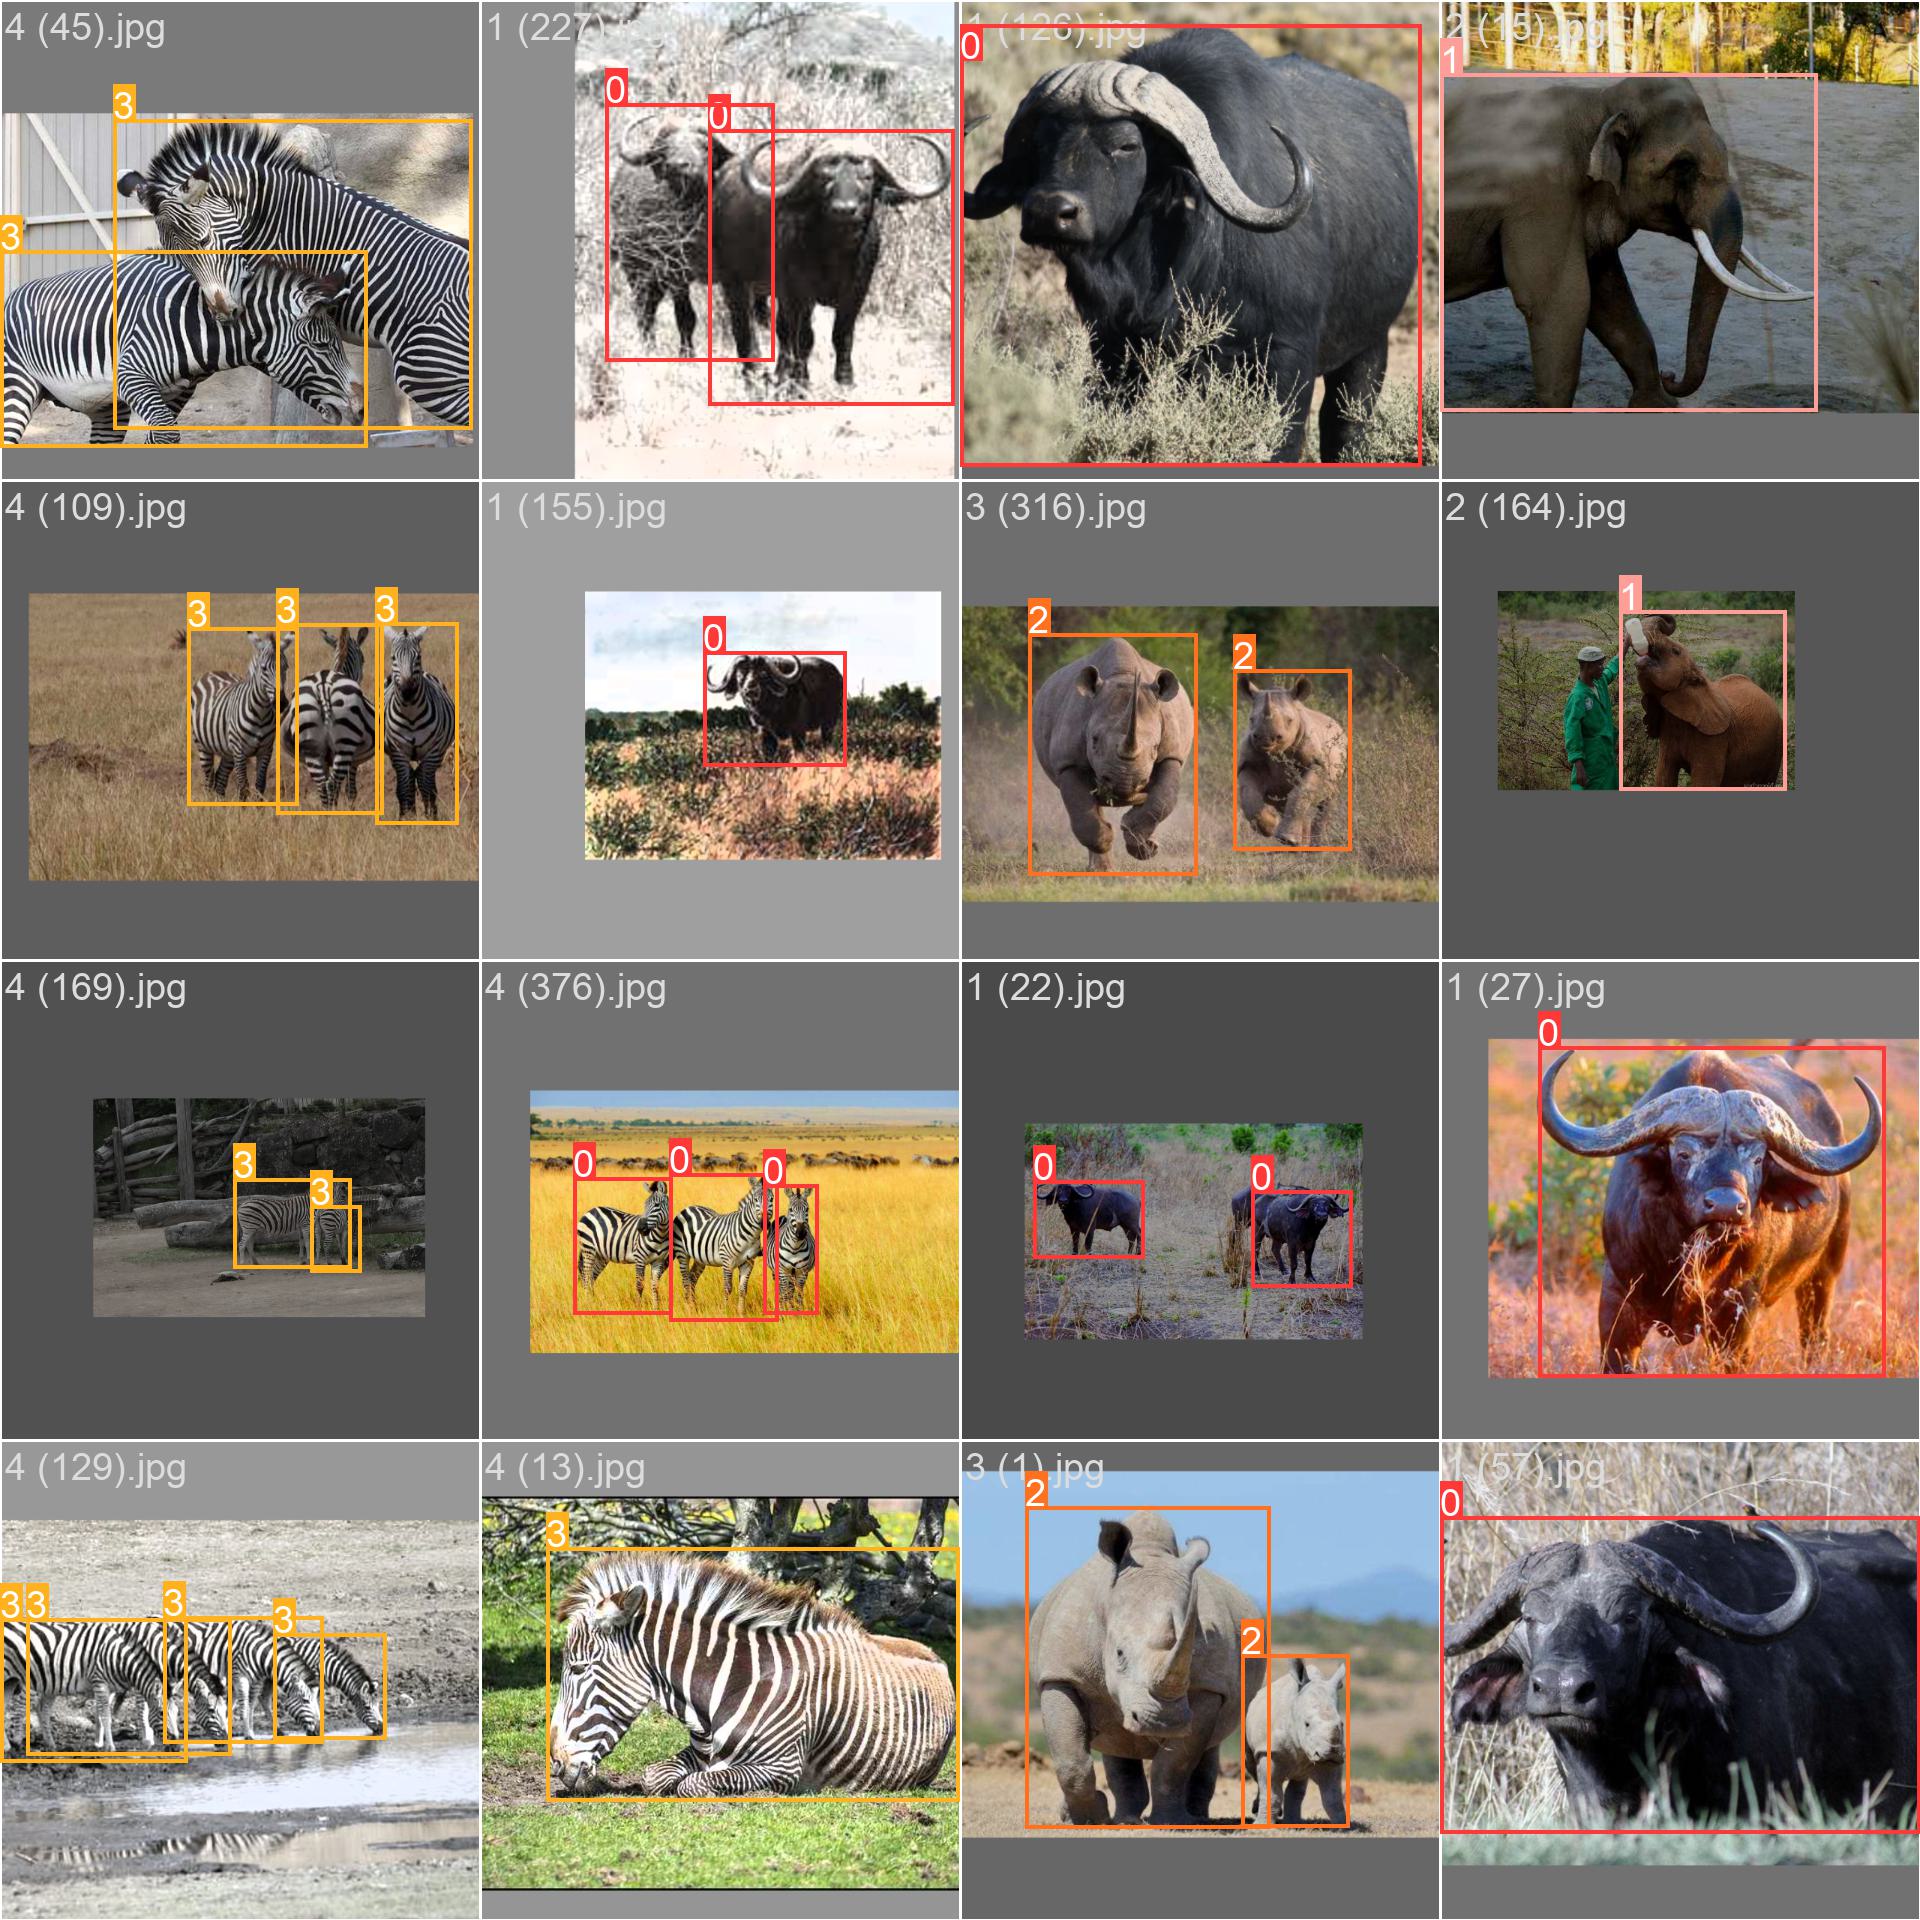 4 (45).jpg
1 (227).jpg
1 (126).jpg
2 (15).jpg
3
3
0
0
0
1
4 (109).jpg
1 (155).jpg
3 (316).jpg
2 (164).jpg
3
3
3
0
2
2
1
4 (169).jpg
4 (376).jpg
1 (22).jpg
1 (27).jpg
3
3
0
0
0
0
0
0
4 (129).jpg
4 (13).jpg
3 (1).jpg
1 (57).jpg
3
3
3
3
3
2
2
0